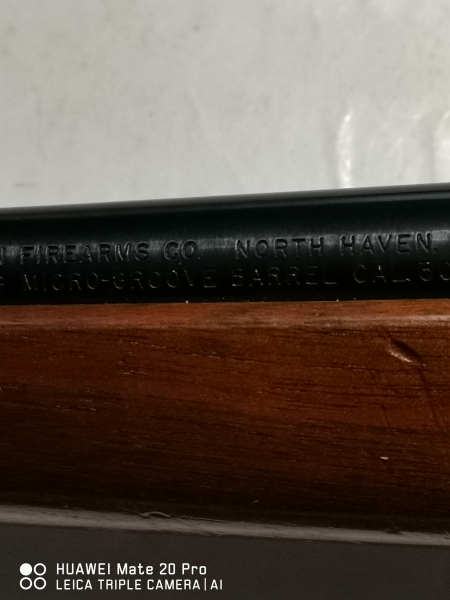 N FIREARMS CO. NORTH HAVEN
MICRO-GROOVE BARREL CAL.
HUAWEI Mate 20 Pro
LEICA TRIPLE CAMERA | AI